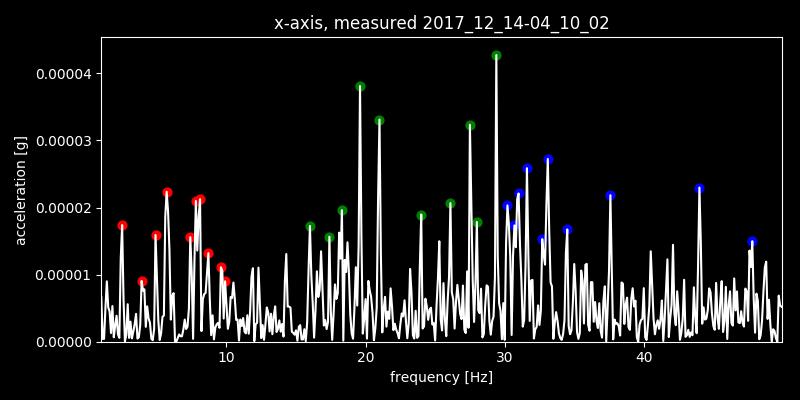 x-axis, measured 2017_12_14-04_10_02
0.00004
0.00003
0.00002
0.00001
0.00000
acceleration [g]
10 20 30 40
frequency [Hz]